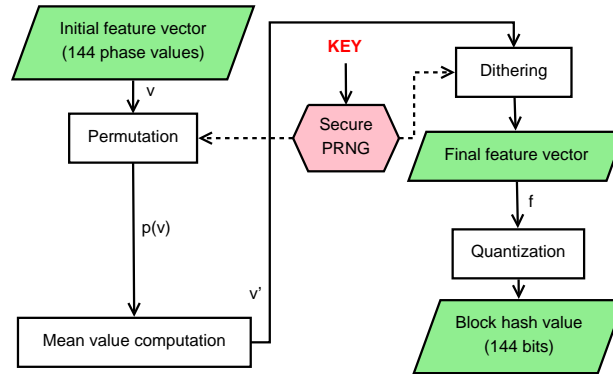 Initial feature vector
(144 phase values)
v
Permutation
p(v)
Mean value computation
v'
KEY
Secure
PRNG
Dithering
Final feature vector
f
Quantization
Block hash value
(144 bits)